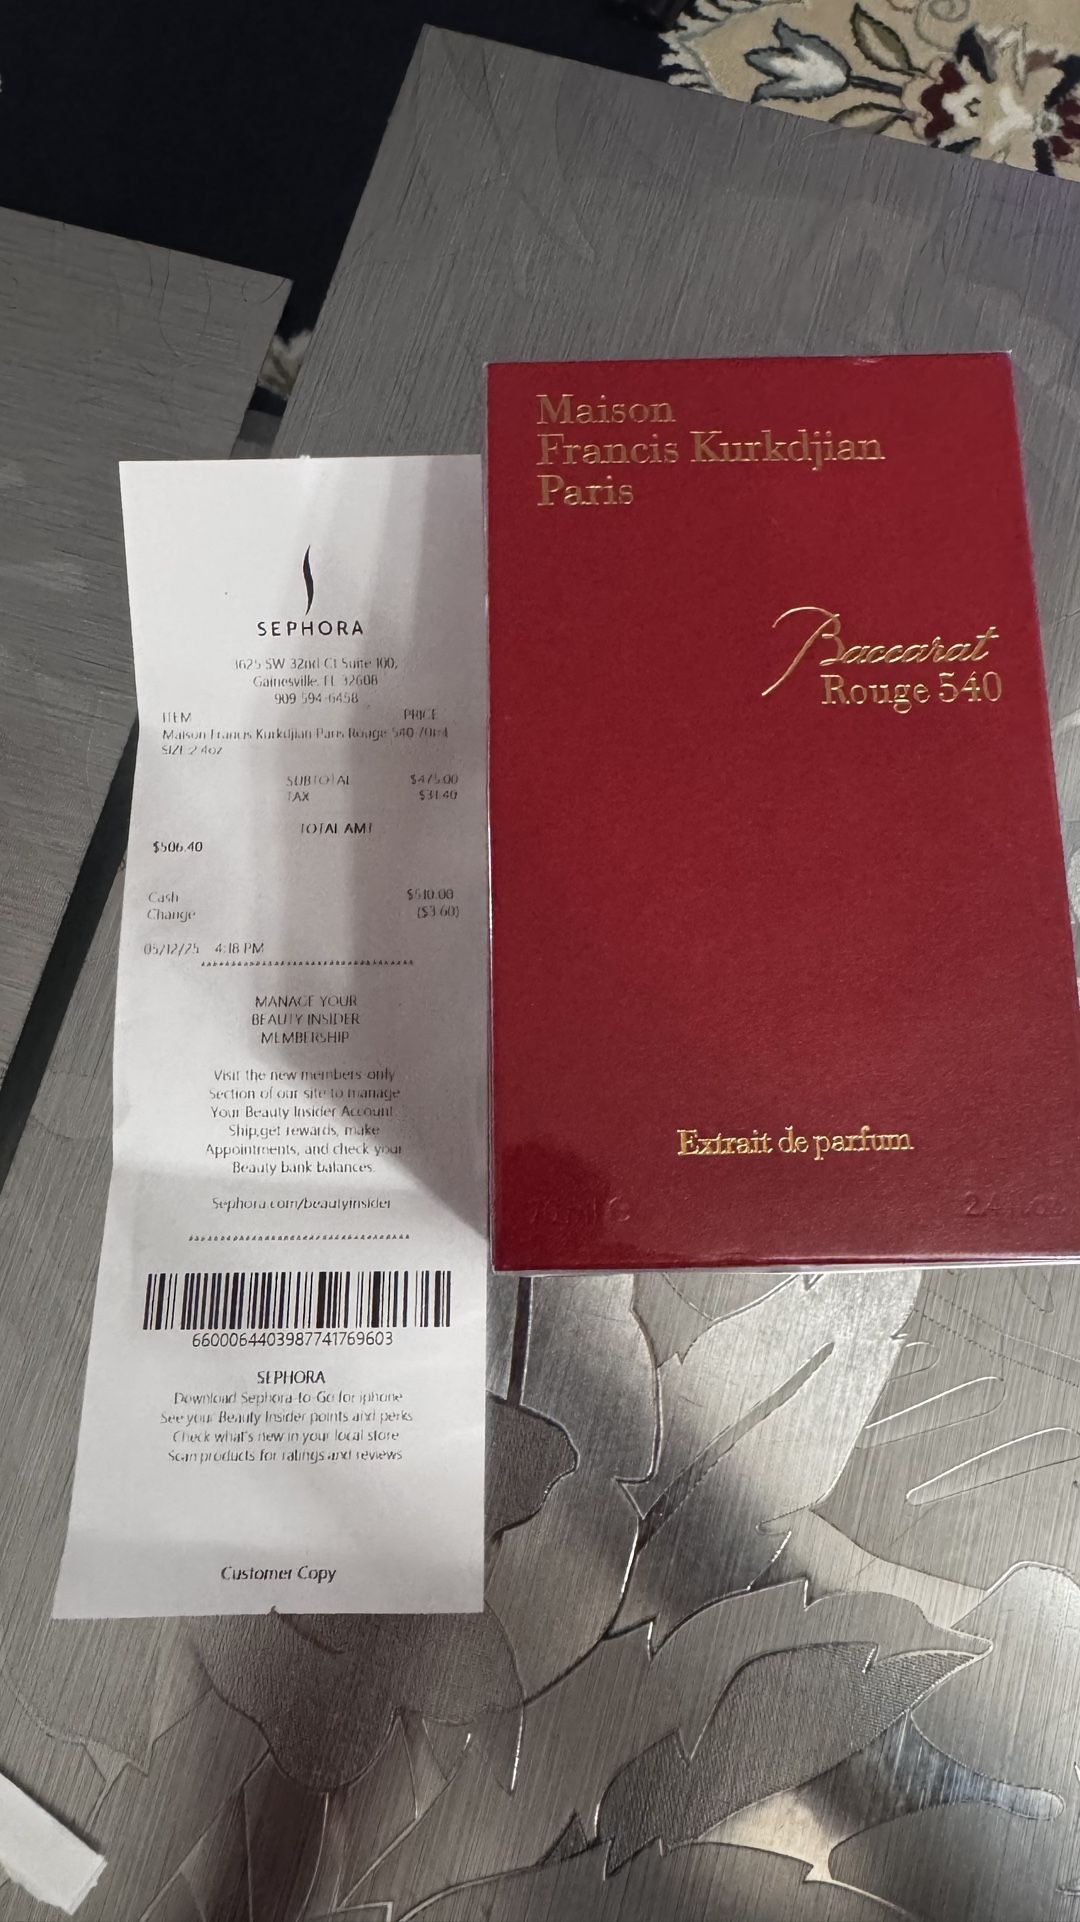 SEPHORA
3625 SW 32nd Ct Suite 100,
Gainesville, FL 32608
909 594-6458
ITEM PRICE
Maison Francis Kurkdjian Paris Rouge 540 70ml
SIZE 2.4oz
SUBTOTAL $475.00
TAX $31.40
TOTAL AMT
$506.40
Cash $510.00
Change ($3.60)
05/12/25 4:18 PM
MANAGE YOUR
BEAUTY INSIDER
MEMBERSHIP
Visit the new members only
Section of our site to manage
Your Beauty Insider Account.
Ship,get rewards, make
Appointments, and check your
Beauty bank balances.
Sephora.com/beautyinsider
6600064403987741769603
SEPHORA
Download Sephora-to-Go for iphone
See your Beauty Insider points and perks
Check what's new in your local store
Scan products for ratings and reviews
Customer Copy
Maison
Francis Kurkdjian
Paris
Baccarat
Rouge 540
Extrait de parfum